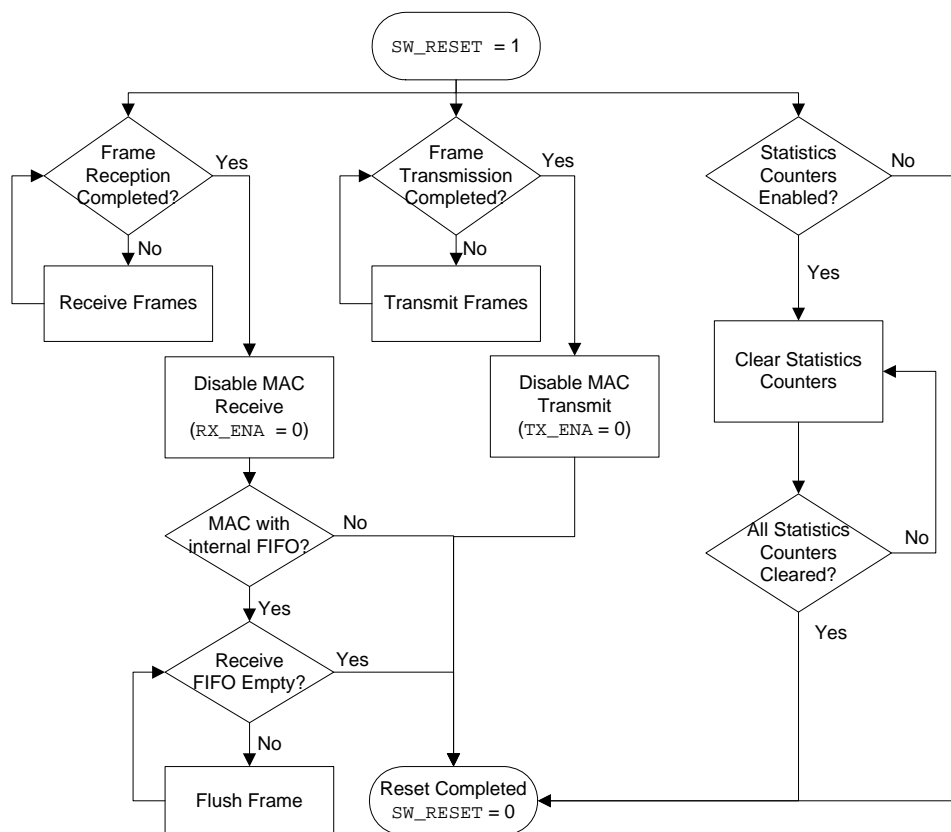 SW_RESET = 1
Frame
Reception
Completed?
Yes
No
Receive Frames
Frame
Transmission
Completed?
Yes
No
Transmit Frames
Statistics
Counters
Enabled?
No
Yes
Disable MAC
Receive
(RX_ENA = 0)
Disable MAC
Transmit
(TX_ENA = 0)
Clear Statistics
Counters
MAC with
internal FIFO?
No
Yes
All Statistics
Counters
Cleared?
No
Yes
Receive
FIFO Empty?
Yes
No
Flush Frame
Reset Completed
SW_RESET = 0